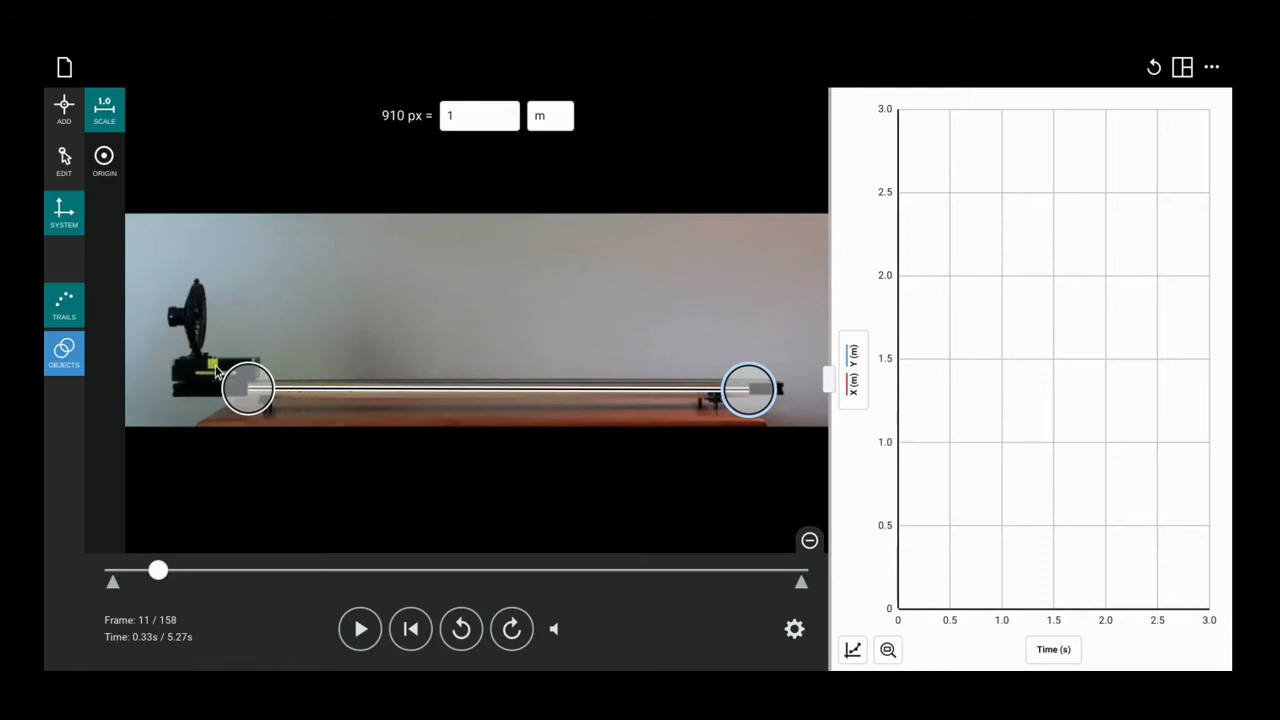 910 px = 1 m
ADD
1.0
SCALE
EDIT
ORIGIN
SYSTEM
TRAILS
OBJECTS
Frame: 11 / 158
Time: 0.33s / 5.27s
3.0
2.5
2.0
1.5
1.0
0.5
0
X (m) Y (m)
0 0.5 1.0 1.5 2.0 2.5 3.0
Time (s)